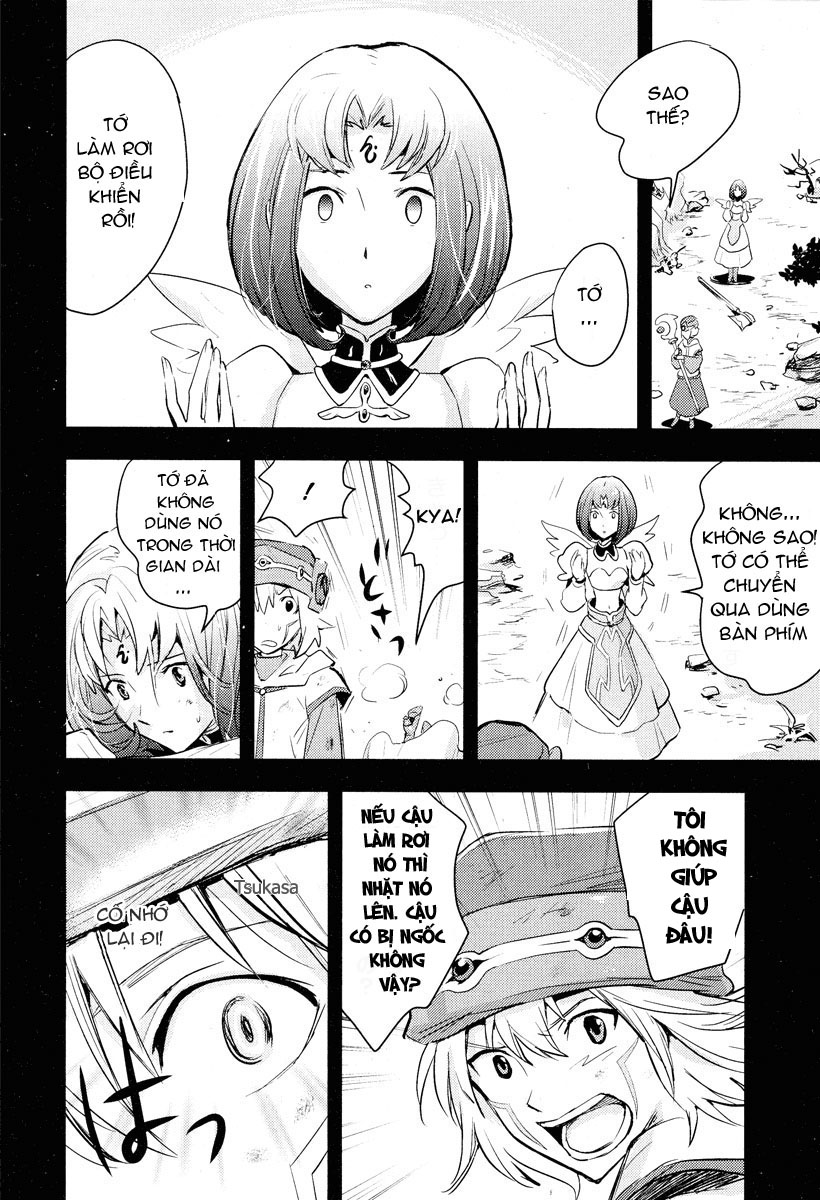 SAO
THẾ?
TỚ
...
TỚ
LÀM RƠI
BỘ ĐIỀU
KHIỂN
RỒI!
KHÔNG...
KHÔNG SAO!
TỚ CÓ THỂ
CHUYỂN
QUA DÙNG
BÀN PHÍM
KYA!
!
とくっ
TỚ ĐÃ
KHÔNG
DÙNG NÓ
TRONG THỜI
GIAN DÀI
...
TÔI
KHÔNG
GIÚP
CẬU
ĐÂU!
NẾU CẬU
LÀM RƠI
NÓ THÌ
NHẶT NÓ
LÊN. CẬU
CÓ BỊ NGỐC
KHÔNG
VẬY?
Tsukasa
CỐ NHỚ
LẠI ĐI!
はっ